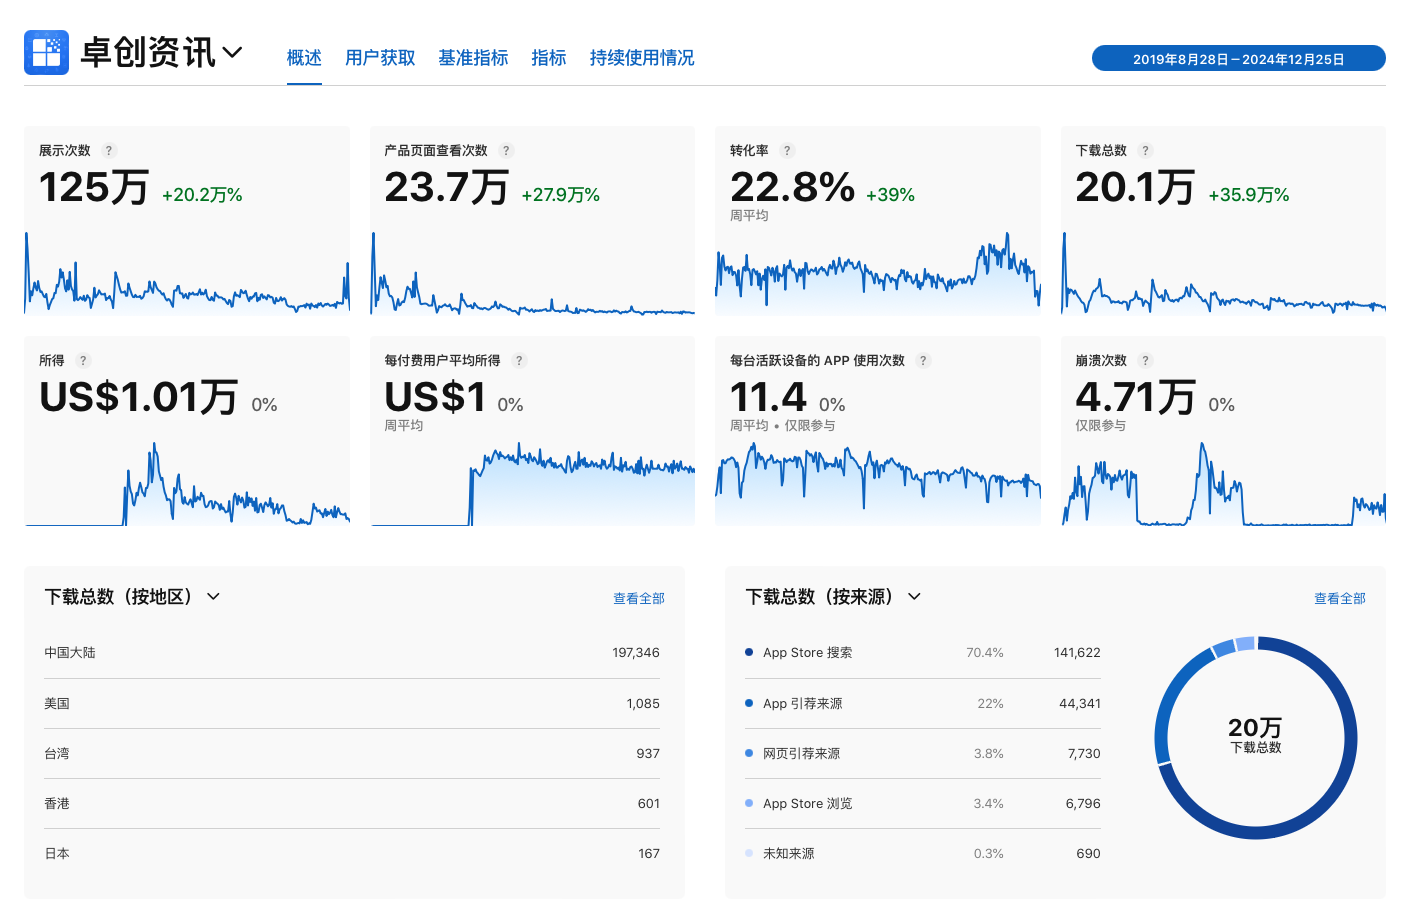 卓创资讯
概述 用户获取 基准指标 指标 持续使用情况
2019年8月28日－2024年12月25日
展示次数 ?
125万 +20.2万%
产品页面查看次数 ?
23.7万 +27.9万%
转化率 ?
22.8% +39%
周平均
下载总数 ?
20.1万 +35.9万%
所得 ?
US$1.01万 0%
每付费用户平均所得 ?
US$1 0%
周平均
每台活跃设备的 APP 使用次数 ?
11.4 0%
周平均 • 仅限参与
崩溃次数 ?
4.71万 0%
仅限参与
下载总数（按地区）
查看全部
中国大陆 197,346
美国 1,085
台湾 937
香港 601
日本 167
下载总数（按来源）
查看全部
App Store 搜索 70.4% 141,622
App 引荐来源 22% 44,341
网页引荐来源 3.8% 7,730
App Store 浏览 3.4% 6,796
未知来源 0.3% 690
20万
下载总数